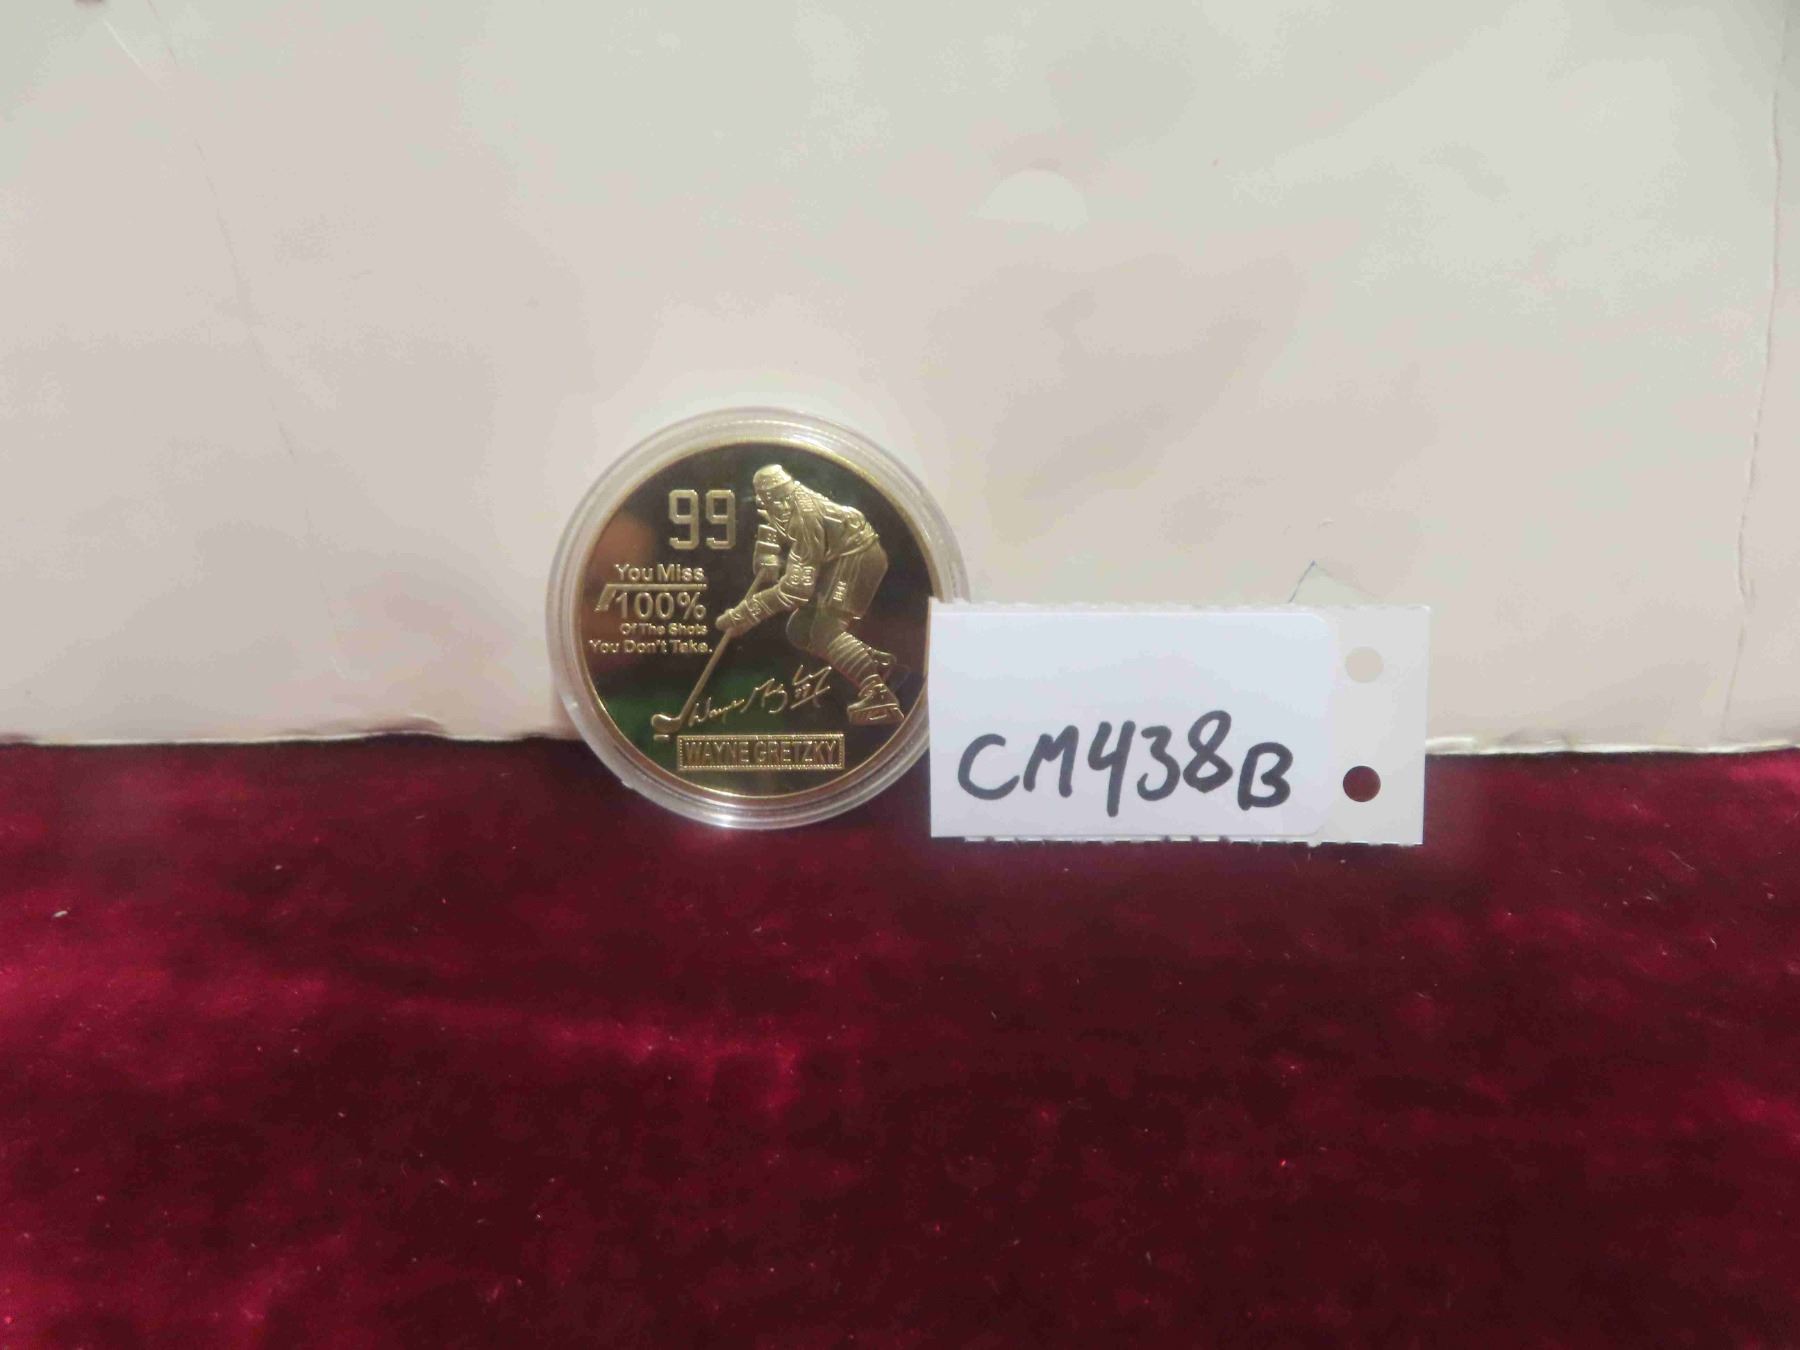 99
You Miss
100%
Of The Shots
You Don't Take.
WAYNE GRETZKY
CM438B